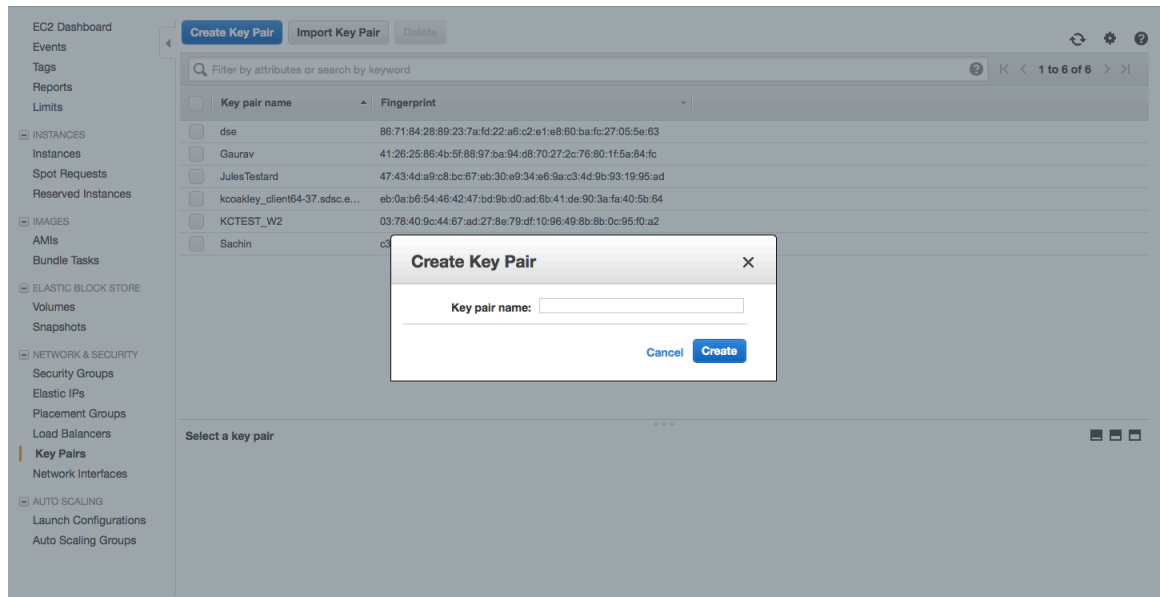 EC2 Dashboard
Events
Tags
Reports
Limits
INSTANCES
Instances
Spot Requests
Reserved Instances
IMAGES
AMIs
Bundle Tasks
ELASTIC BLOCK STORE
Volumes
Snapshots
NETWORK & SECURITY
Security Groups
Elastic IPs
Placement Groups
Load Balancers
Key Pairs
Network Interfaces
AUTO SCALING
Launch Configurations
Auto Scaling Groups
Create Key Pair Import Key Pair Delete
Filter by attributes or search by keyword 1 to 6 of 6
Key pair name Fingerprint
dse 86:71:84:28:89:23:7a:fd:22:a6:c2:e1:e8:60:ba:fc:27:05:5e:63
Gaurav 41:26:25:86:4b:5f:88:97:ba:94:d8:70:27:2c:76:80:1f:5a:84:fc
JulesTestard 47:43:4d:a9:c8:bc:67:eb:30:e9:34:e6:9a:c3:4d:9b:93:19:95:ad
kcoakley_client64-37.sdsc.e... eb:0a:b6:54:46:42:47:bd:9b:d0:ad:6b:41:de:90:3a:fa:40:5b:64
KCTEST_W2 03:78:40:9c:44:67:ad:27:8e:79:df:10:96:49:8b:8b:0c:95:f0:a2
Sachin c3
Create Key Pair
Key pair name:
Cancel Create
Select a key pair